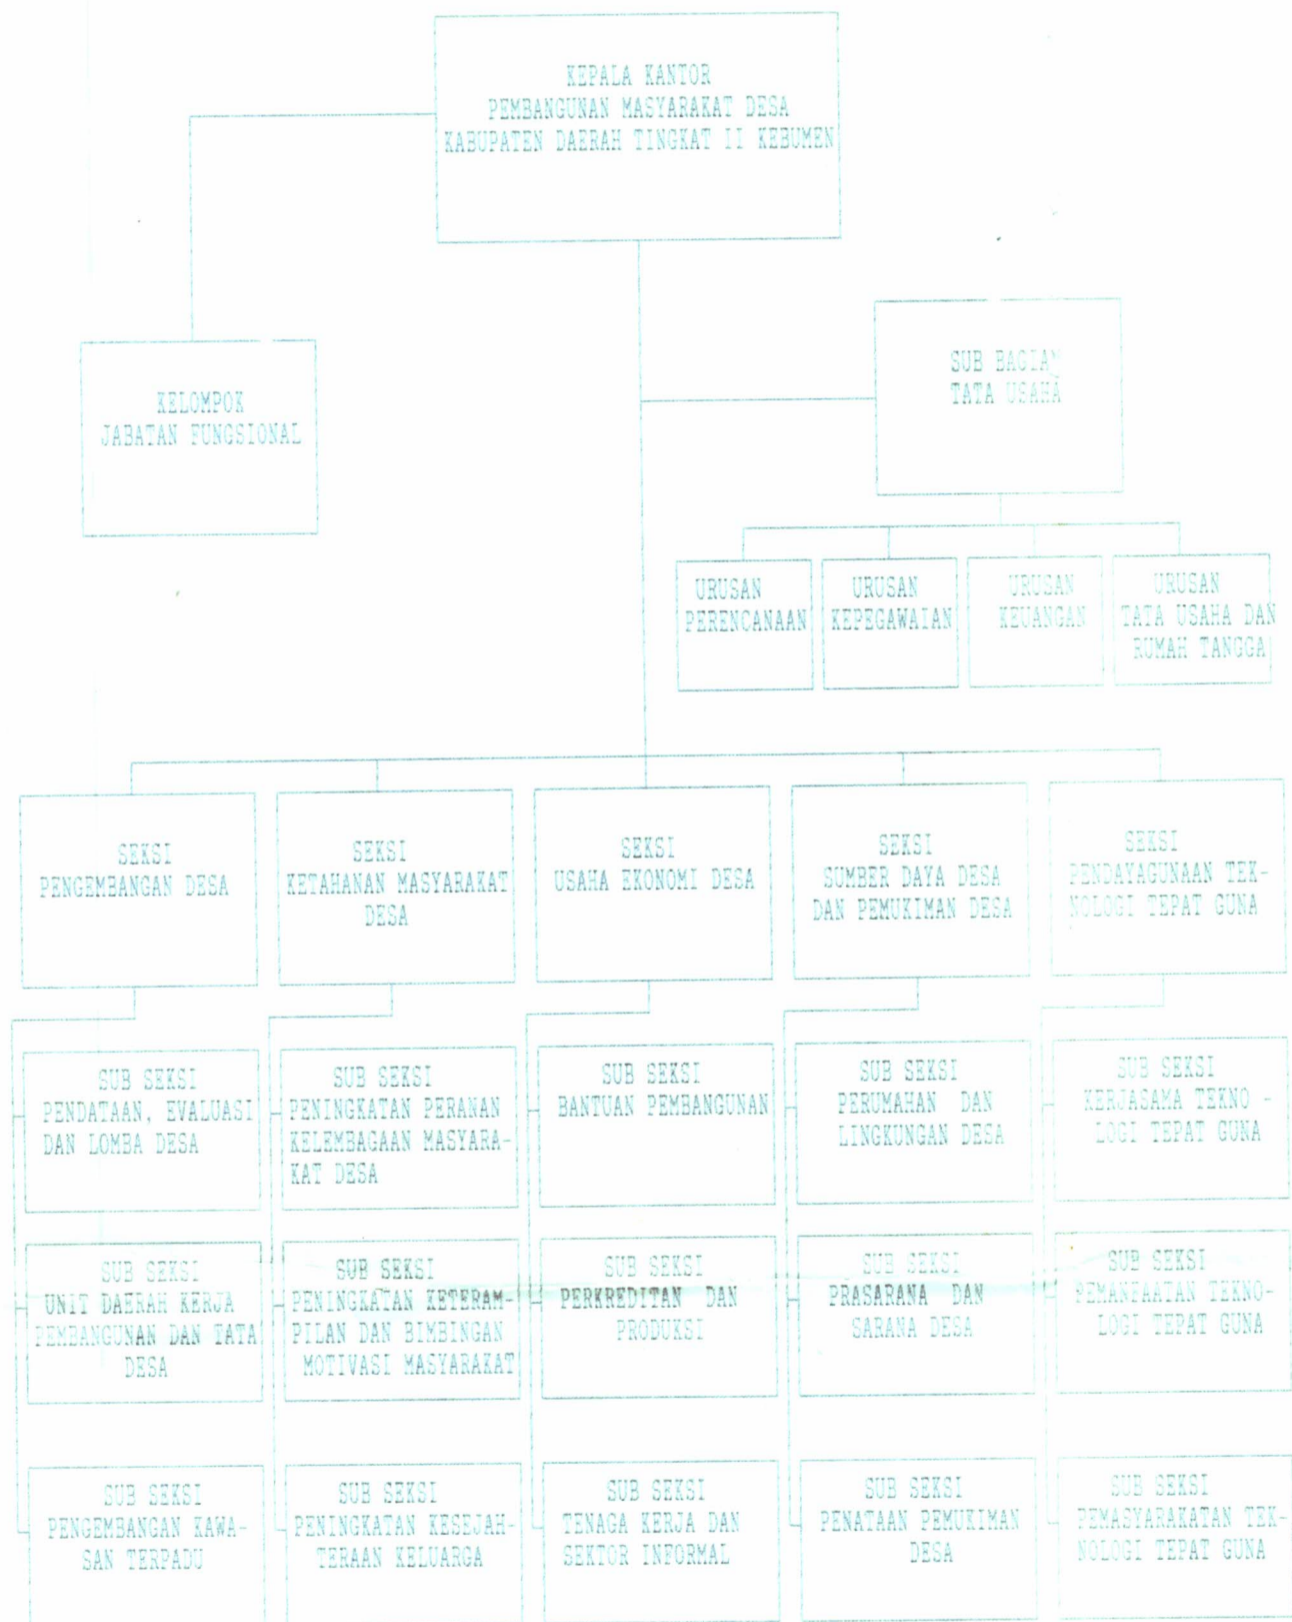 KEPALA KANTOR
PEMBANGUNAN MASYARAKAT DESA
KABUPATEN DAERAH TINGKAT II KEBUMEN
KELOMPOK
JABATAN FUNGSIONAL
SUB BAGIAN
TATA USAHA
URUSAN
PERENCANAAN
URUSAN
KEPEGAWAIAN
URUSAN
KEUANGAN
URUSAN
TATA USAHA DAN
RUMAH TANGGA
SEKSI
PENGEMBANGAN DESA
SEKSI
KETAHANAN MASYARAKAT
DESA
SEKSI
USAHA EKONOMI DESA
SEKSI
SUMBER DAYA DESA
DAN PEMUKIMAN DESA
SEKSI
PENDAYAGUNAAN TEK-
NOLOGI TEPAT GUNA
SUB SEKSI
PENDATAAN, EVALUASI
DAN LOMBA DESA
SUB SEKSI
PENINGKATAN PERANAN
KELEMBAGAAN MASYARA-
KAT DESA
SUB SEKSI
BANTUAN PEMBANGUNAN
SUB SEKSI
PERUMAHAN DAN
LINGKUNGAN DESA
SUB SEKSI
KERJASAMA TEKNO -
LOGI TEPAT GUNA
SUB SEKSI
UNIT DAERAH KERJA
PEMBANGUNAN DAN TATA
DESA
SUB SEKSI
PENINGKATAN KETERAM-
PILAN DAN BIMBINGAN
MOTIVASI MASYARAKAT
SUB SEKSI
PERKREDITAN DAN
PRODUKSI
SUB SEKSI
PRASARANA DAN
SARANA DESA
SUB SEKSI
PEMANFAATAN TEKNO-
LOGI TEPAT GUNA
SUB SEKSI
PENGEMBANGAN KAWA-
SAN TERPADU
SUB SEKSI
PENINGKATAN KESEJAH-
TERAAN KELUARGA
SUB SEKSI
TENAGA KERJA DAN
SEKTOR INFORMAL
SUB SEKSI
PENATAAN PEMUKIMAN
DESA
SUB SEKSI
PEMASYARAKATAN TEK-
NOLOGI TEPAT GUNA